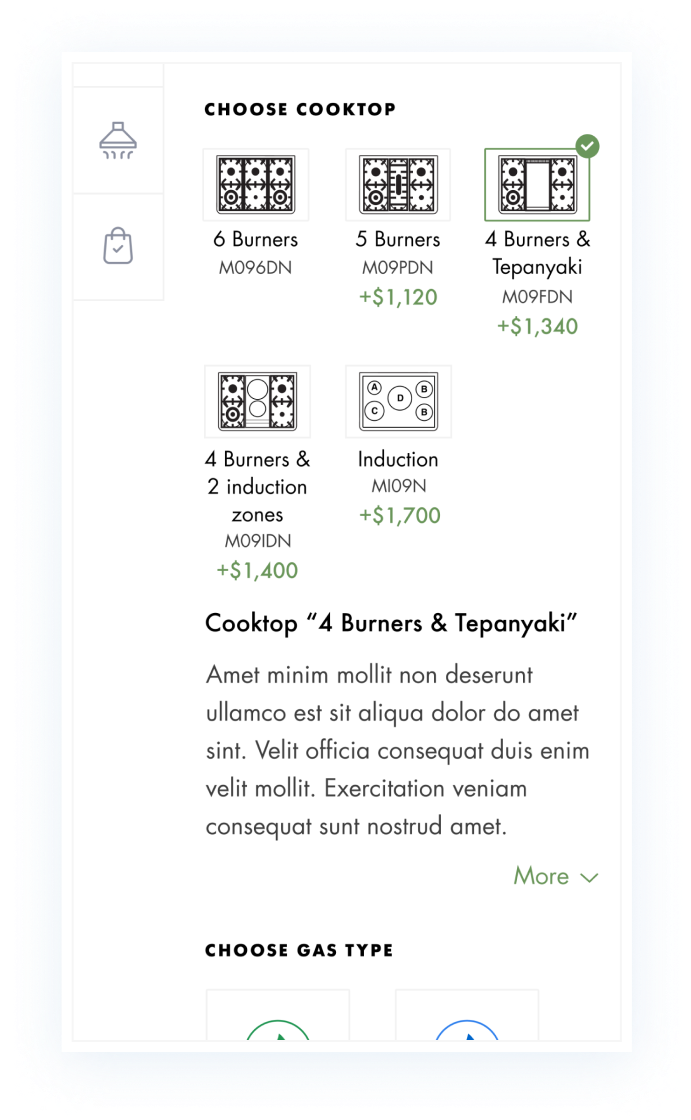 CHOOSE COOKTOP
6 Burners
M096DN
5 Burners
M09PDN
+$1,120
4 Burners &
Tepanyaki
M09FDN
+$1,340
A
B
D
C
B
4 Burners &
2 induction
zones
M09IDN
+$1,400
Induction
MI09N
+$1,700
Cooktop “4 Burners & Tepanyaki”
Amet minim mollit non deserunt
ullamco est sit aliqua dolor do amet
sint. Velit officia consequat duis enim
velit mollit. Exercitation veniam
consequat sunt nostrud amet.
More
CHOOSE GAS TYPE